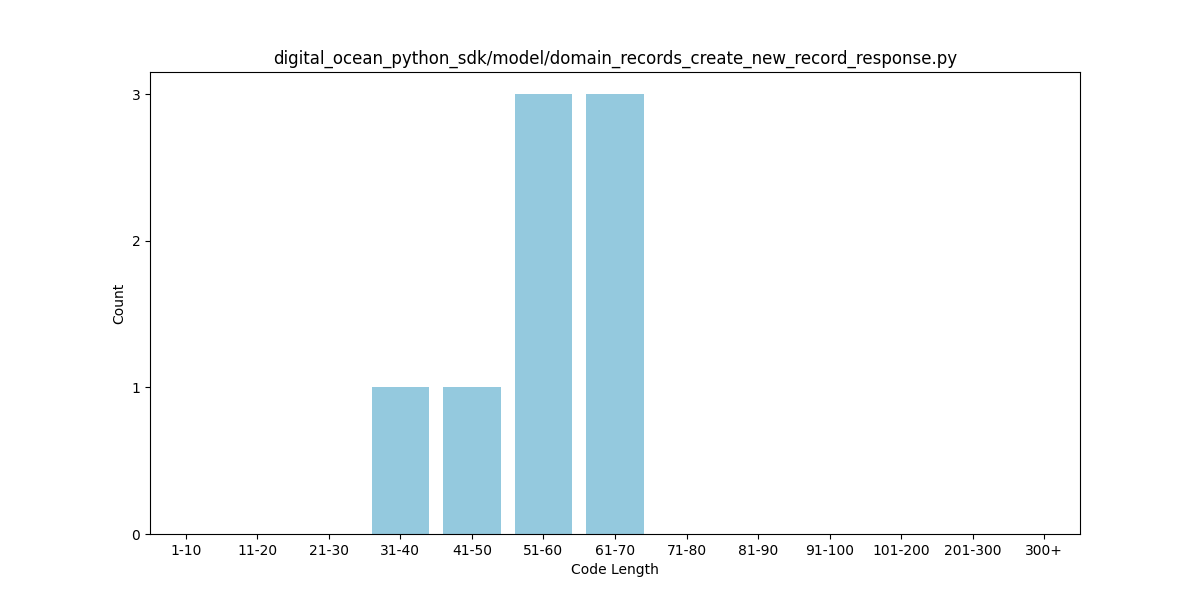 digital_ocean_python_sdk/model/domain_records_create_new_record_response.py
3
2
1
0
Count
1-10 11-20 21-30 31-40 41-50 51-60 61-70 71-80 81-90 91-100 101-200 201-300 300+
Code Length